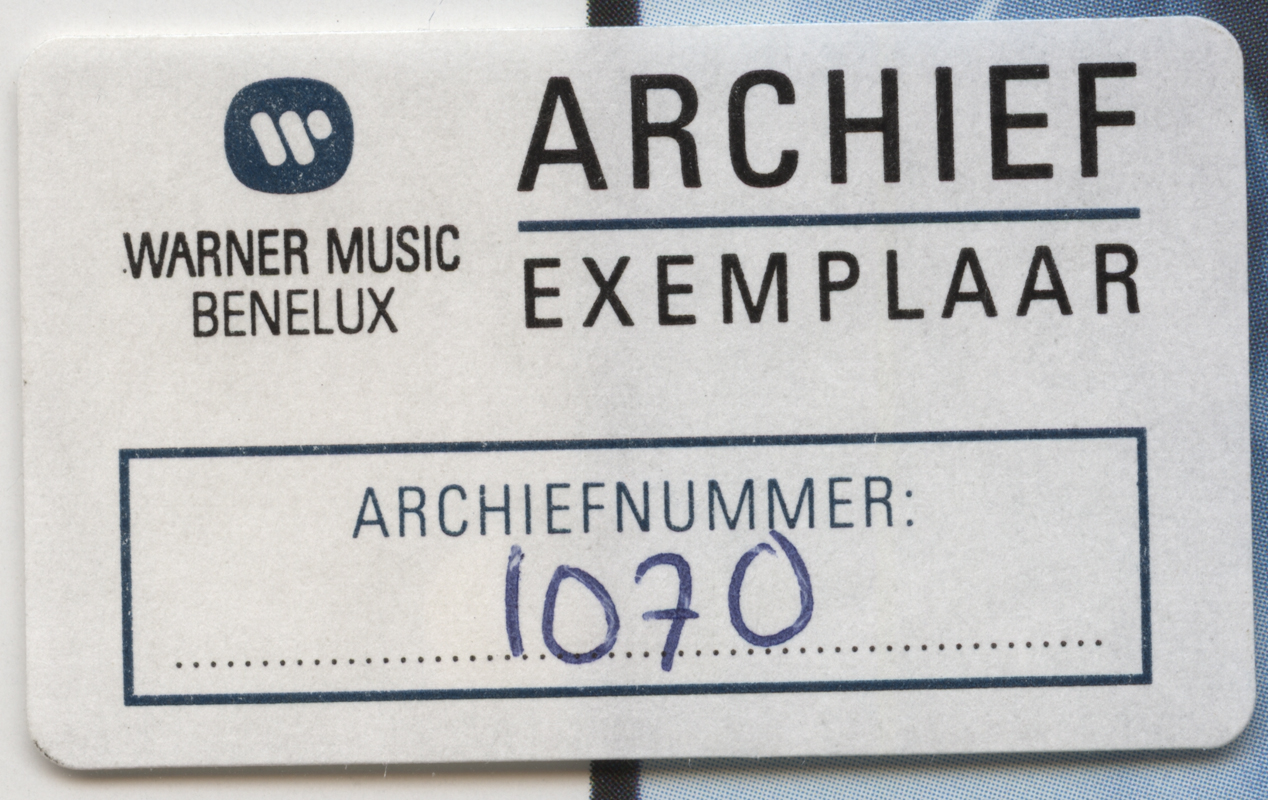 WARNER MUSIC
BENELUX
ARCHIEF
EXEMPLAAR
ARCHIEFNUMMER:
1070